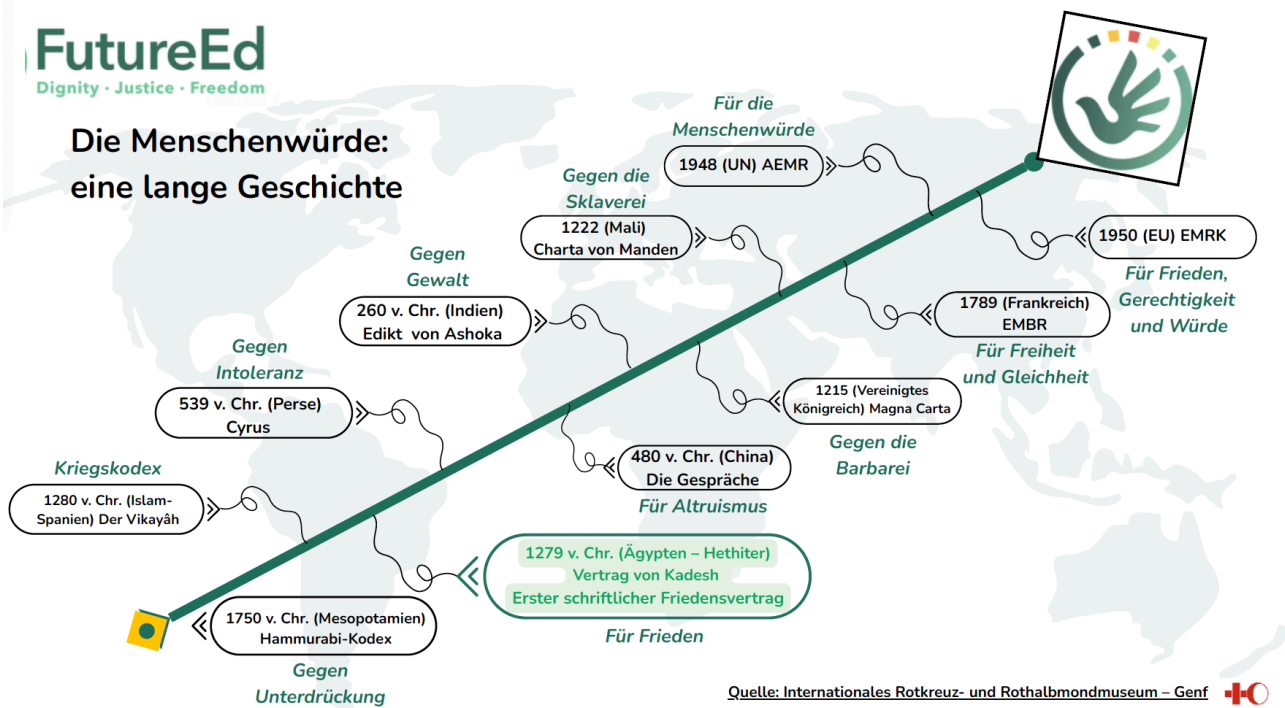 FutureEd
Dignity · Justice · Freedom
Die Menschenwürde:
eine lange Geschichte
Für die
Menschenwürde
1948 (UN) AEMR
Gegen die
Sklaverei
1222 (Mali)
Charta von Manden
1950 (EU) EMRK
Für Frieden,
Gerechtigkeit
und Würde
Gegen
Gewalt
260 v. Chr. (Indien)
Edikt von Ashoka
1789 (Frankreich)
EMBR
Für Freiheit
und Gleichheit
Gegen
Intoleranz
539 v. Chr. (Perse)
Cyrus
1215 (Vereinigtes
Königreich) Magna Carta
Gegen die
Barbarei
Kriegskodex
1280 v. Chr. (Islam-
Spanien) Der Vikayâh
480 v. Chr. (China)
Die Gespräche
Für Altruismus
1279 v. Chr. (Ägypten – Hethiter)
Vertrag von Kadesh
Erster schriftlicher Friedensvertrag
Für Frieden
1750 v. Chr. (Mesopotamien)
Hammurabi-Kodex
Gegen
Unterdrückung
Quelle: Internationales Rotkreuz- und Rothalbmondmuseum – Genf